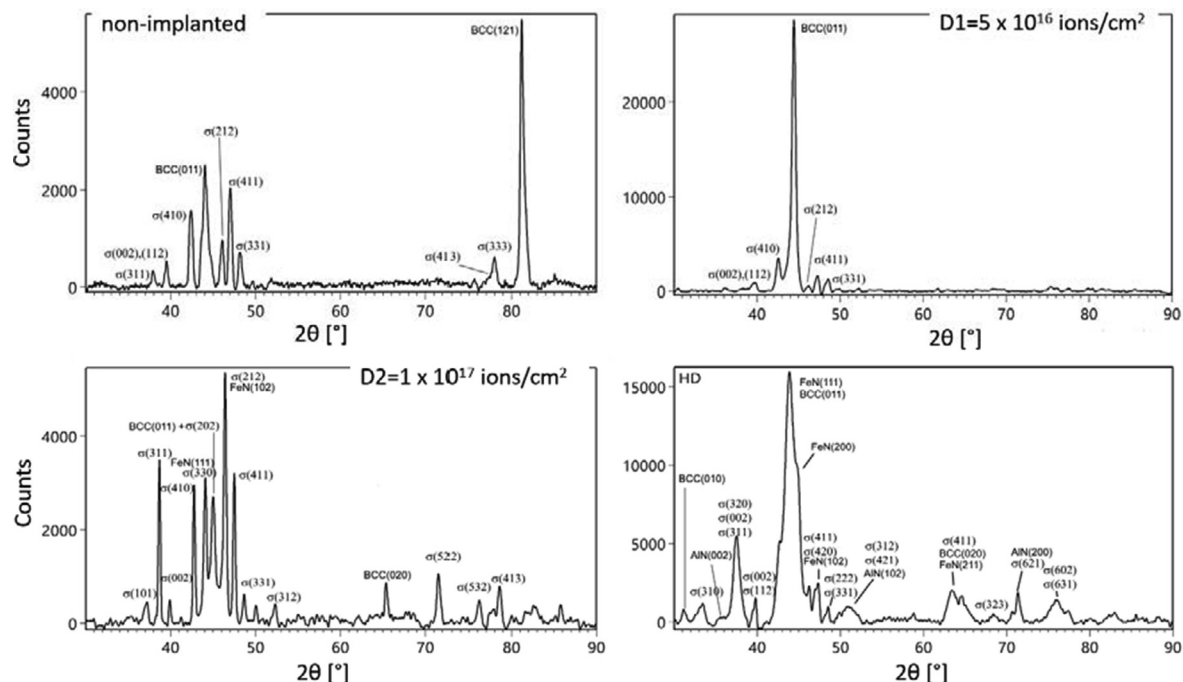 non-implanted
Counts
4000
2000
0
40
50
60
70
80
90
2θ [°]
σ(002),(112)
σ(311)
σ(410)
BCC(011)
σ(212)
σ(411)
σ(331)
σ(413)
σ(333)
BCC(121)
D1=5 x 10¹⁶ ions/cm²
20000
10000
0
40
50
60
70
80
90
2θ [°]
BCC(011)
σ(002),(112)
σ(410)
σ(212)
σ(411)
σ(331)
D2=1 x 10¹⁷ ions/cm²
Counts
4000
2000
0
40
50
60
70
80
90
2θ [°]
σ(212)
FeN(102)
BCC(011) +σ(202)
σ(311)
FeN(111)
σ(330)
σ(410)
σ(411)
σ(101)
σ(002)
σ(331)
σ(312)
BCC(020)
σ(522)
σ(532)
σ(413)
HD
15000
10000
5000
0
40
50
60
70
80
90
2θ [°]
FeN(111)
BCC(011)
FeN(200)
BCC(010)
AlN(002)
σ(310)
σ(320)
σ(002)
σ(311)
σ(002)
σ(112)
σ(411)
σ(420)
FeN(102)
σ(222)
σ(331)
σ(312)
σ(421)
AlN(102)
σ(411)
BCC(020)
FeN(211)
σ(323)
AlN(200)
σ(621)
σ(602)
σ(631)